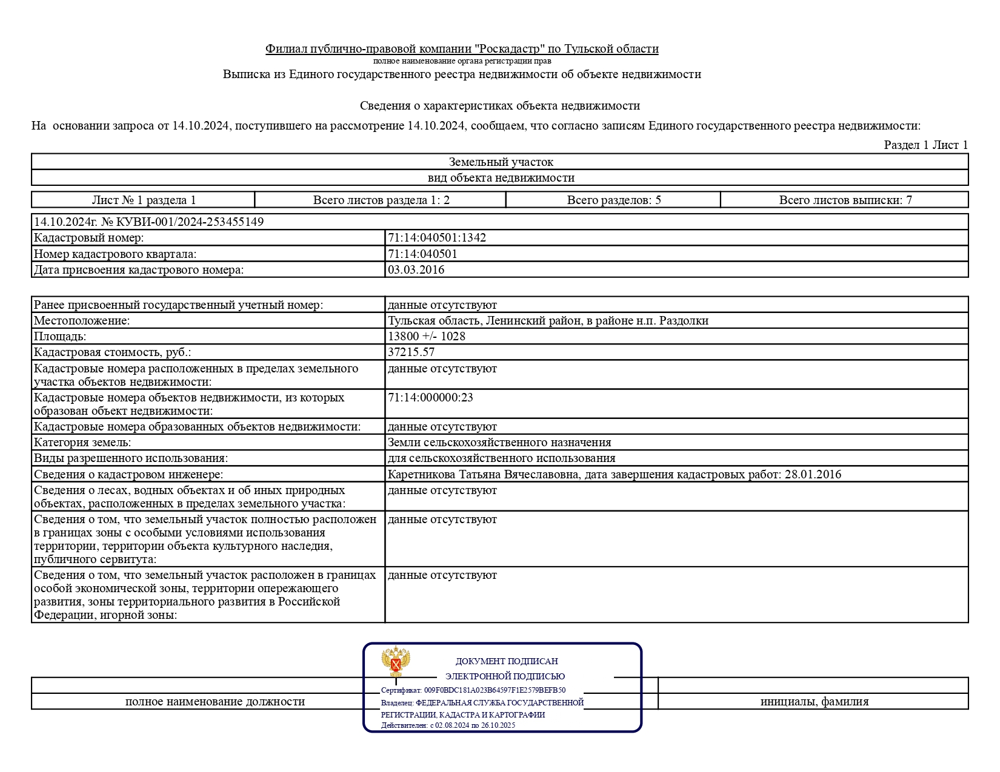 Филиал публично-правовой компании "Роскадастр" по Тульской области
полное наименование органа регистрации прав
Выписка из Единого государственного реестра недвижимости об объекте недвижимости
Сведения о характеристиках объекта недвижимости
На основании запроса от 14.10.2024, поступившего на рассмотрение 14.10.2024, сообщаем, что согласно записям Единого государственного реестра недвижимости:
Раздел 1 Лист 1
Земельный участок
вид объекта недвижимости
Лист № 1 раздела 1 Всего листов раздела 1: 2 Всего разделов: 5 Всего листов выписки: 7
14.10.2024г. № КУВИ-001/2024-253455149
Кадастровый номер: 71:14:040501:1342
Номер кадастрового квартала: 71:14:040501
Дата присвоения кадастрового номера: 03.03.2016
Ранее присвоенный государственный учетный номер: данные отсутствуют
Местоположение: Тульская область, Ленинский район, в районе н.п. Раздолки
Площадь: 13800 +/- 1028
Кадастровая стоимость, руб.: 37215.57
Кадастровые номера расположенных в пределах земельного данные отсутствуют
участка объектов недвижимости:
Кадастровые номера объектов недвижимости, из которых 71:14:000000:23
образован объект недвижимости:
Кадастровые номера образованных объектов недвижимости: данные отсутствуют
Категория земель: Земли сельскохозяйственного назначения
Виды разрешенного использования: для сельскохозяйственного использования
Сведения о кадастровом инженере: Каретникова Татьяна Вячеславовна, дата завершения кадастровых работ: 28.01.2016
Сведения о лесах, водных объектах и об иных природных данные отсутствуют
объектах, расположенных в пределах земельного участка:
Сведения о том, что земельный участок полностью расположен данные отсутствуют
в границах зоны с особыми условиями использования
территории, территории объекта культурного наследия,
публичного сервитута:
Сведения о том, что земельный участок расположен в границах данные отсутствуют
особой экономической зоны, территории опережающего
развития, зоны территориального развития в Российской
Федерации, игорной зоны:
ДОКУМЕНТ ПОДПИСАН
ЭЛЕКТРОННОЙ ПОДПИСЬЮ
Сертификат: 009F0BDC181A023B64597F1E2579BEFB50
полное наименование должности Владелец: ФЕДЕРАЛЬНАЯ СЛУЖБА ГОСУДАРСТВЕННОЙ инициалы, фамилия
РЕГИСТРАЦИИ, КАДАСТРА И КАРТОГРАФИИ
Действителен: с 02.08.2024 по 26.10.2025